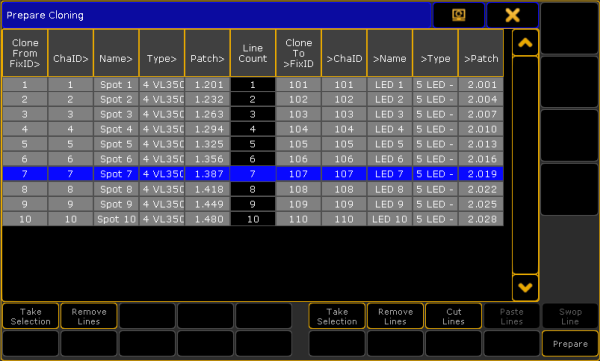 Prepare Cloning
Clone From FixID> ChaID> Name> Type> Patch> Line Count Clone To >FixID >ChaID >Name >Type >Patch
1 1 Spot 1 4 VL350 1.201 1 101 101 LED 1 5 LED - 2.001
2 2 Spot 2 4 VL350 1.232 2 102 102 LED 2 5 LED - 2.004
3 3 Spot 3 4 VL350 1.263 3 103 103 LED 3 5 LED - 2.007
4 4 Spot 4 4 VL350 1.294 4 104 104 LED 4 5 LED - 2.010
5 5 Spot 5 4 VL350 1.325 5 105 105 LED 5 5 LED - 2.013
6 6 Spot 6 4 VL350 1.356 6 106 106 LED 6 5 LED - 2.016
7 7 Spot 7 4 VL350 1.387 7 107 107 LED 7 5 LED - 2.019
8 8 Spot 8 4 VL350 1.418 8 108 108 LED 8 5 LED - 2.022
9 9 Spot 9 4 VL350 1.449 9 109 109 LED 9 5 LED - 2.025
10 10 Spot 10 4 VL350 1.480 10 110 110 LED 10 5 LED - 2.028
Take Selection Remove Lines Take Selection Remove Lines Cut Lines Paste Lines Swop Line
Prepare